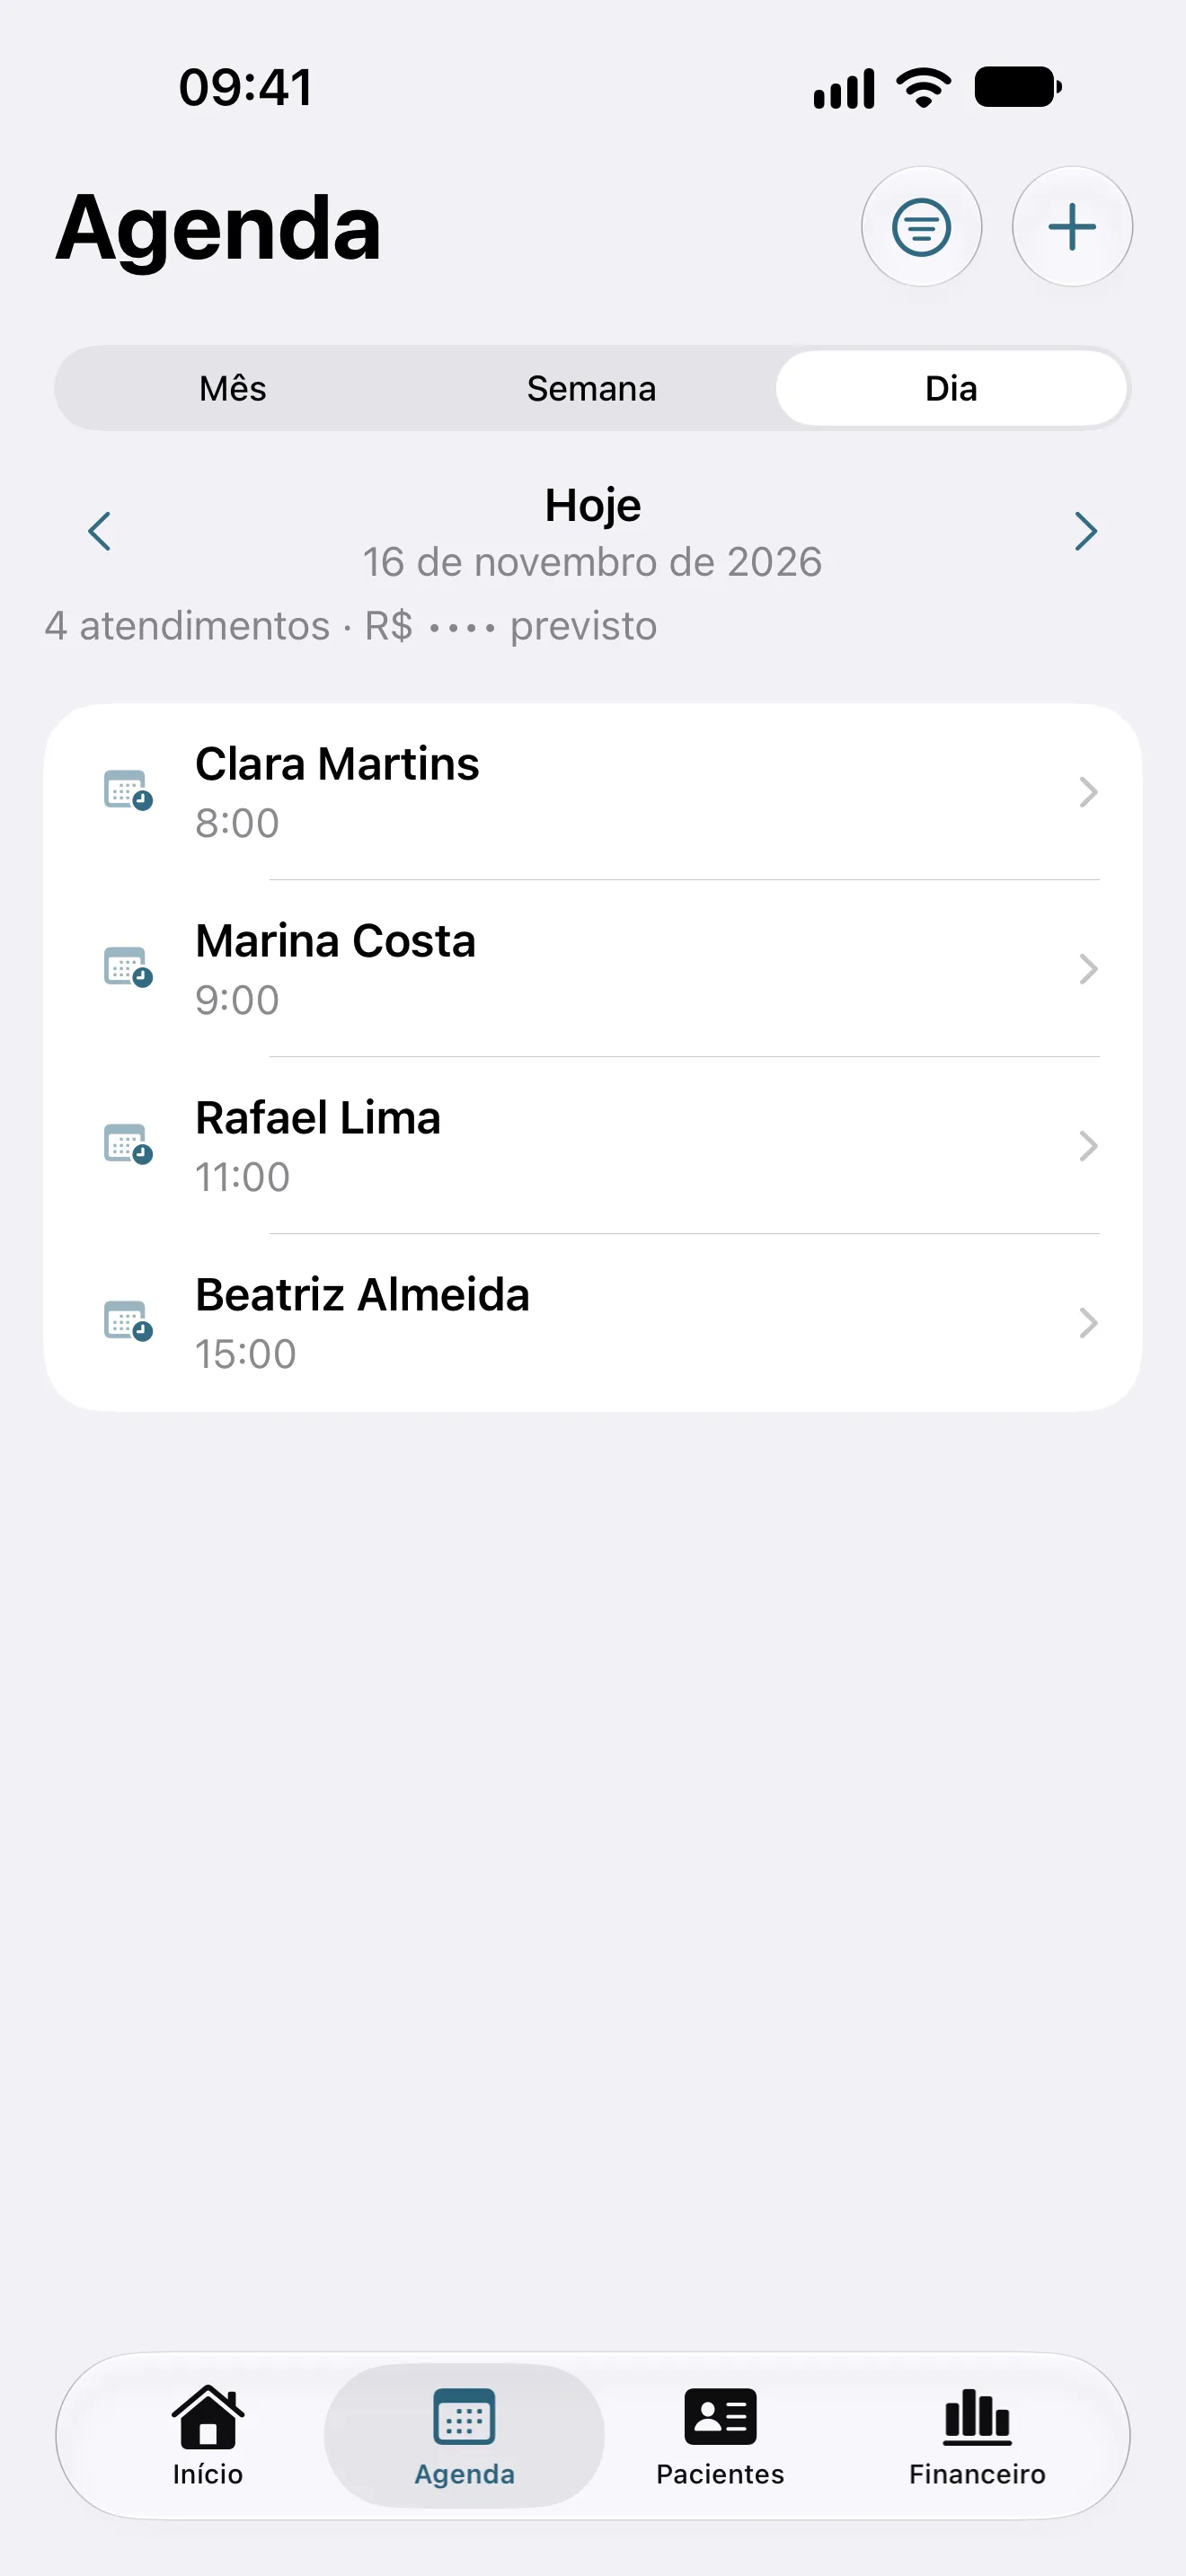 09:41
Agenda
Mês Semana Dia
Hoje
16 de novembro de 2026
4 atendimentos · R$ •••• previsto
Clara Martins
8:00
Marina Costa
9:00
Rafael Lima
11:00
Beatriz Almeida
15:00
Início Agenda Pacientes Financeiro